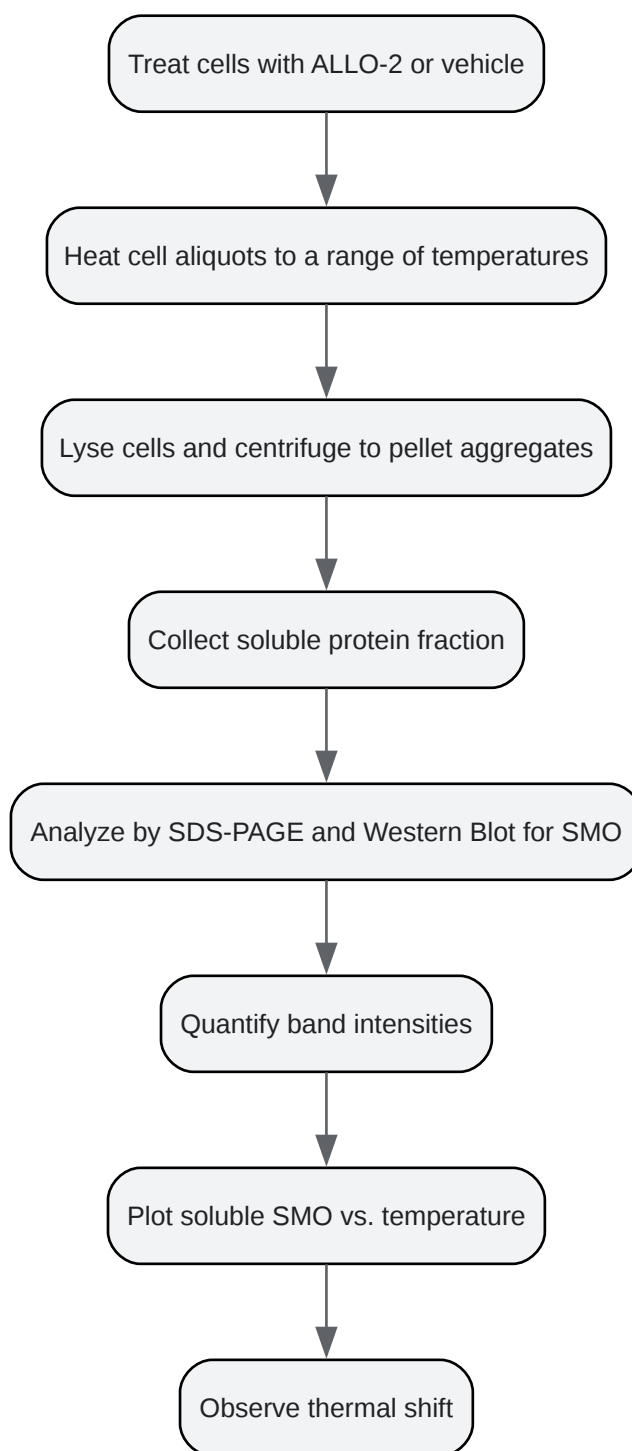 Treat cells with ALLO-2 or vehicle
Heat cell aliquots to a range of temperatures
Lyse cells and centrifuge to pellet aggregates
Collect soluble protein fraction
Analyze by SDS-PAGE and Western Blot for SMO
Quantify band intensities
Plot soluble SMO vs. temperature
Observe thermal shift